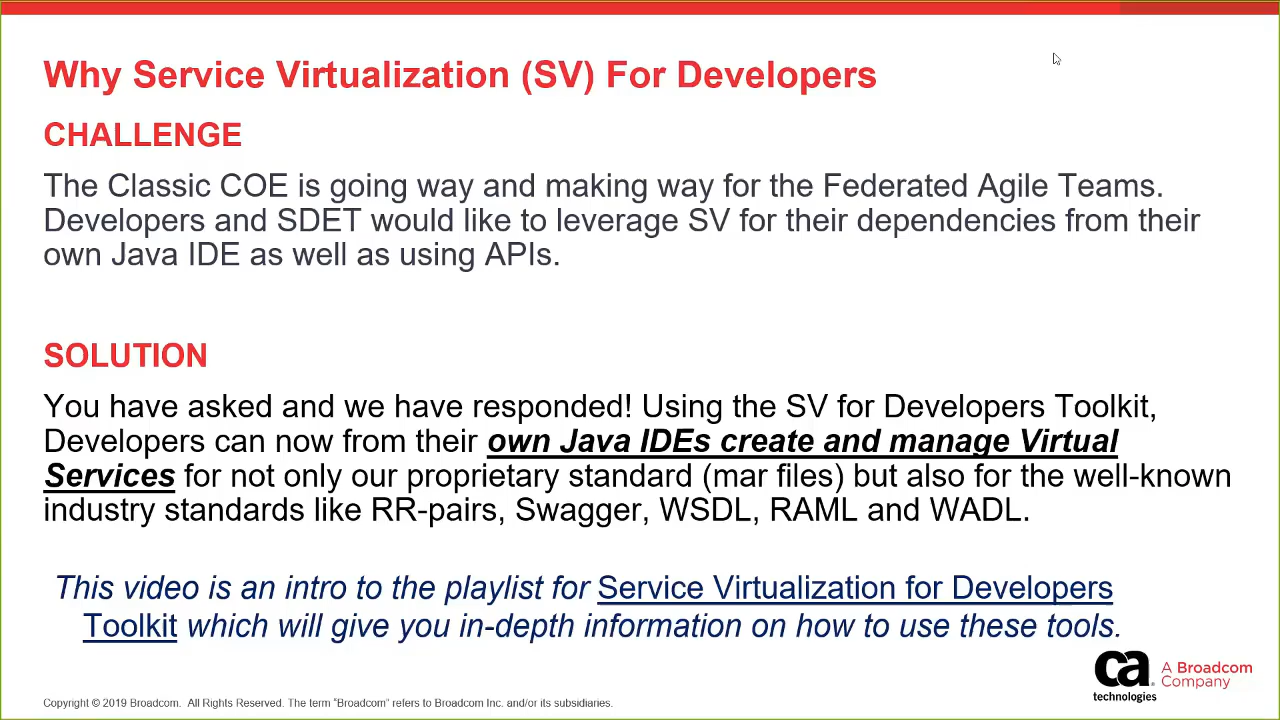 Why Service Virtualization (SV) For Developers
CHALLENGE
The Classic COE is going way and making way for the Federated Agile Teams.
Developers and SDET would like to leverage SV for their dependencies from their
own Java IDE as well as using APIs.
SOLUTION
You have asked and we have responded! Using the SV for Developers Toolkit,
Developers can now from their own Java IDEs create and manage Virtual
Services for not only our proprietary standard (mar files) but also for the well-known
industry standards like RR-pairs, Swagger, WSDL, RAML and WADL.
This video is an intro to the playlist for Service Virtualization for Developers
Toolkit which will give you in-depth information on how to use these tools.
ca
technologies
A Broadcom
Company
Copyright © 2019 Broadcom. All Rights Reserved. The term “Broadcom” refers to Broadcom Inc. and/or its subsidiaries.